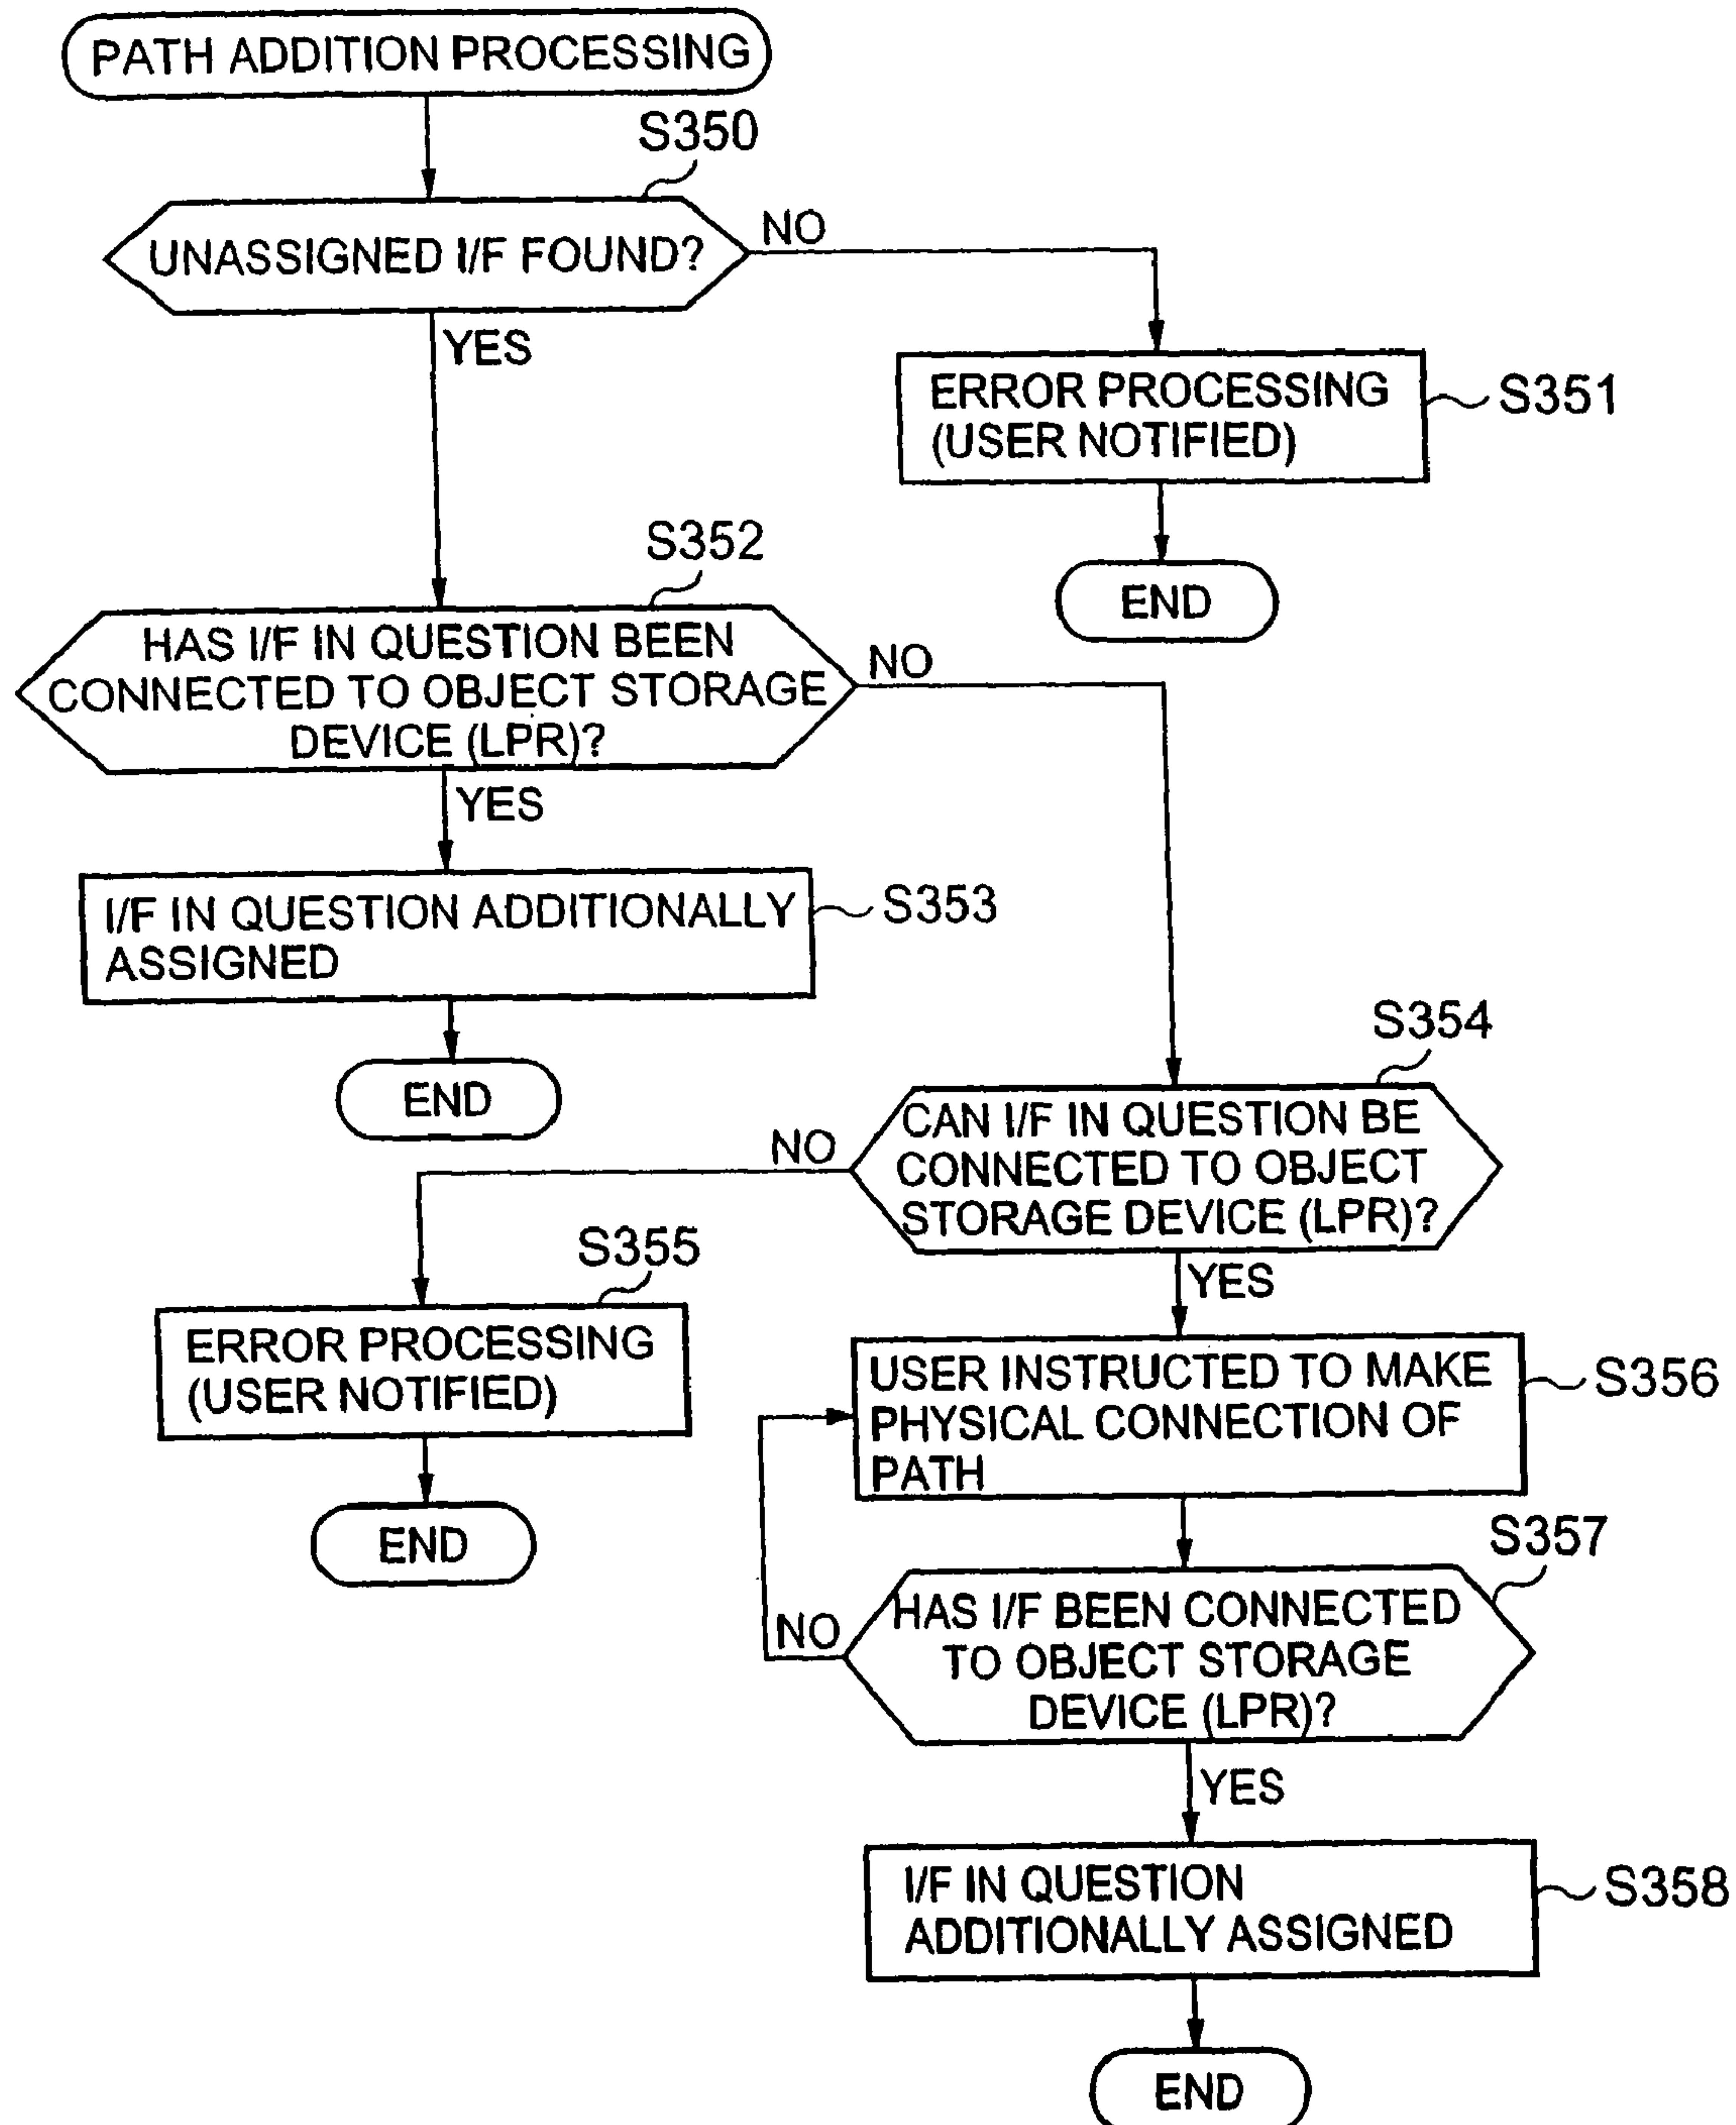 PATH ADDITION PROCESSING
S350
UNASSIGNED I/F FOUND?
NO
YES
ERROR PROCESSING
(USER NOTIFIED)
S351
END
S352
HAS I/F IN QUESTION BEEN
CONNECTED TO OBJECT STORAGE
DEVICE (LPR)?
NO
YES
I/F IN QUESTION ADDITIONALLY
ASSIGNED
S353
END
S354
CAN I/F IN QUESTION BE
CONNECTED TO OBJECT
STORAGE DEVICE (LPR)?
NO
YES
S355
ERROR PROCESSING
(USER NOTIFIED)
END
USER INSTRUCTED TO MAKE
PHYSICAL CONNECTION OF
PATH
S356
S357
HAS I/F BEEN CONNECTED
TO OBJECT STORAGE
DEVICE (LPR)?
NO
YES
I/F IN QUESTION
ADDITIONALLY ASSIGNED
S358
END